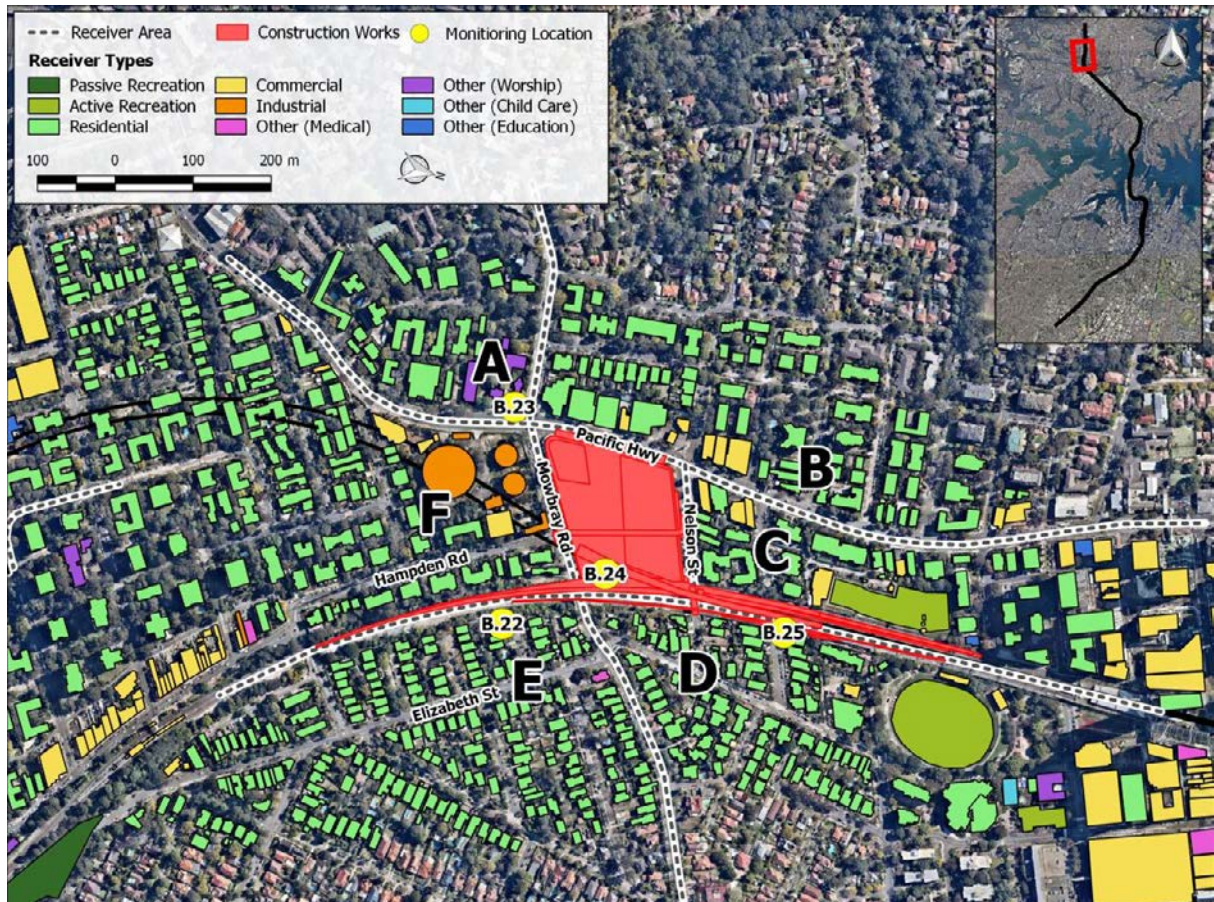 Receiver Area
Construction Works
Monitoring Location
Receiver Types
Passive Recreation
Commercial
Other (Worship)
Active Recreation
Industrial
Other (Child Care)
Residential
Other (Medical)
Other (Education)
100 0 100 200 m
N
A
B.23
Pacific Hwy
B
Mowbray Rd
F
Nelson St
C
Hampden Rd
B.24
B.22
B.25
D
E
Elizabeth St